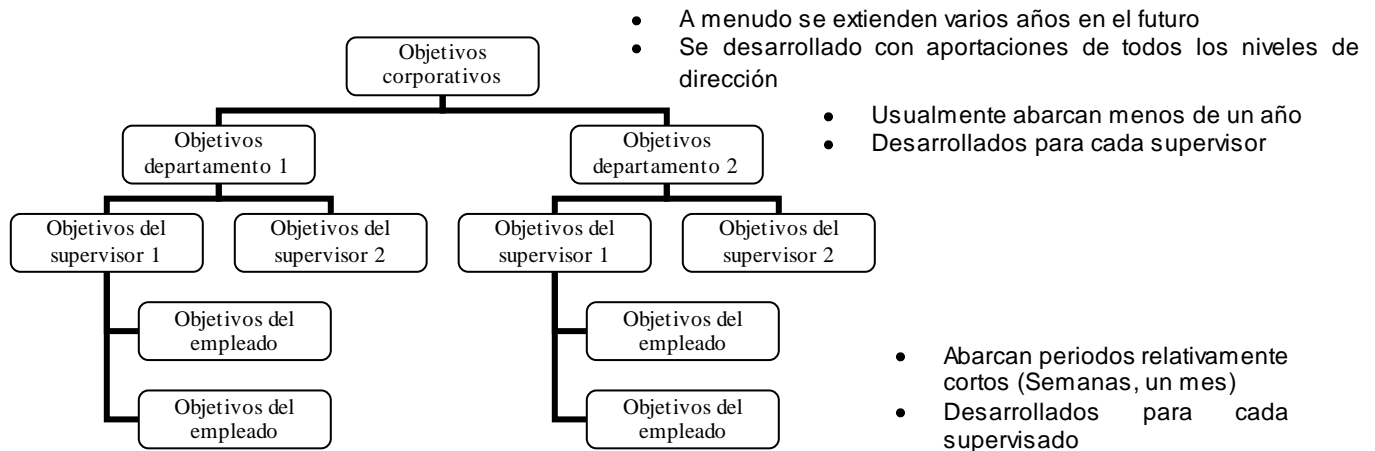 Objetivos
corporativos
• A menudo se extienden varios años en el futuro
• Se desarrollado con aportaciones de todos los niveles de
dirección
Objetivos
departamento 1
Objetivos
departamento 2
• Usualmente abarcan menos de un año
• Desarrollados para cada supervisor
Objetivos del
supervisor 1
Objetivos del
supervisor 2
Objetivos del
supervisor 1
Objetivos del
supervisor 2
Objetivos del
empleado
Objetivos del
empleado
Objetivos del
empleado
Objetivos del
empleado
• Abarcan periodos relativamente
cortos (Semanas, un mes)
• Desarrollados para cada
supervisado